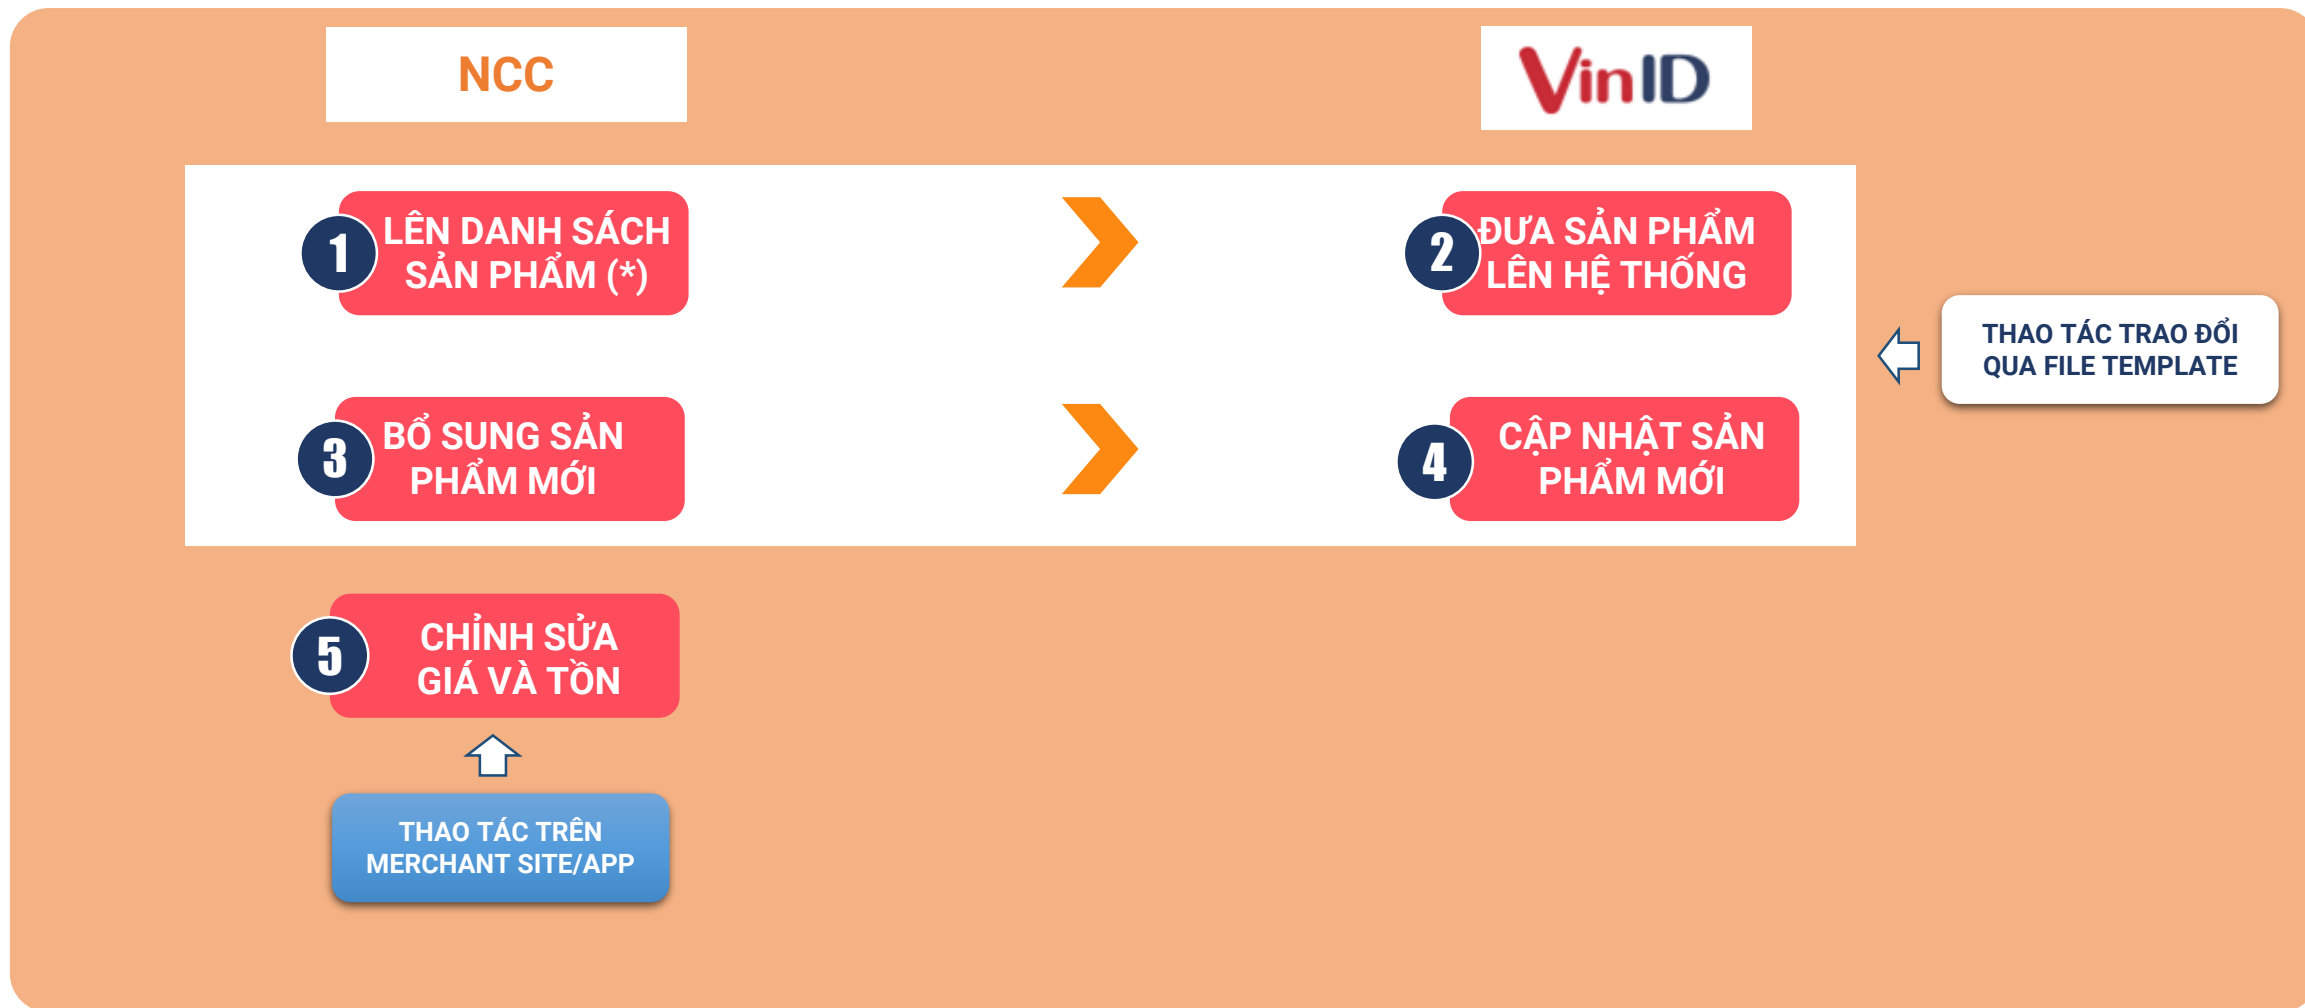 NCC
VinID
1
LÊN DANH SÁCH
SẢN PHẨM (*)
2
ĐƯA SẢN PHẨM
LÊN HỆ THỐNG
THAO TÁC TRAO ĐỔI
QUA FILE TEMPLATE
3
BỔ SUNG SẢN
PHẨM MỚI
4
CẬP NHẬT SẢN
PHẨM MỚI
5
CHỈNH SỬA
GIÁ VÀ TỒN
THAO TÁC TRÊN
MERCHANT SITE/APP